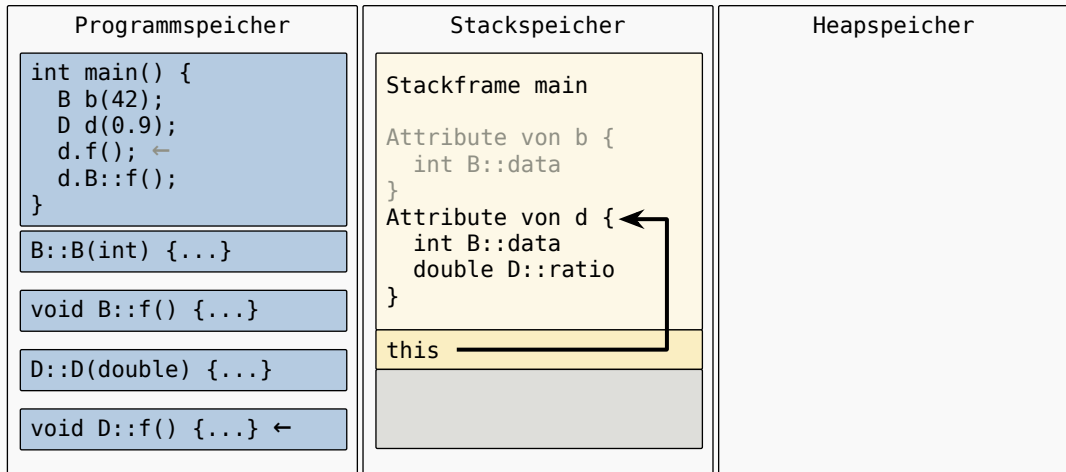 Programmspeicher
int main() {
B b(42);
D d(0.9);
d.f(); ←
d.B::f();
}
B::B(int) {...}
void B::f() {...}
D::D(double) {...}
void D::f() {...} ←
Stackspeicher
Stackframe main
Attribute von b {
int B::data
}
Attribute von d {
int B::data
double D::ratio
}
this
Heapspeicher